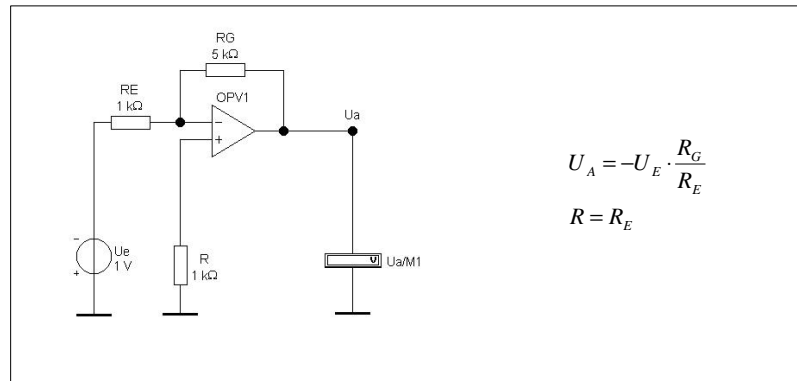 RG
5 kΩ
RE
1 kΩ
OPV1
Ua
−
+
U_A = −U_E · R_G / R_E
R = R_E
−
+
Ue
1 V
R
1 kΩ
V
Ua/M1